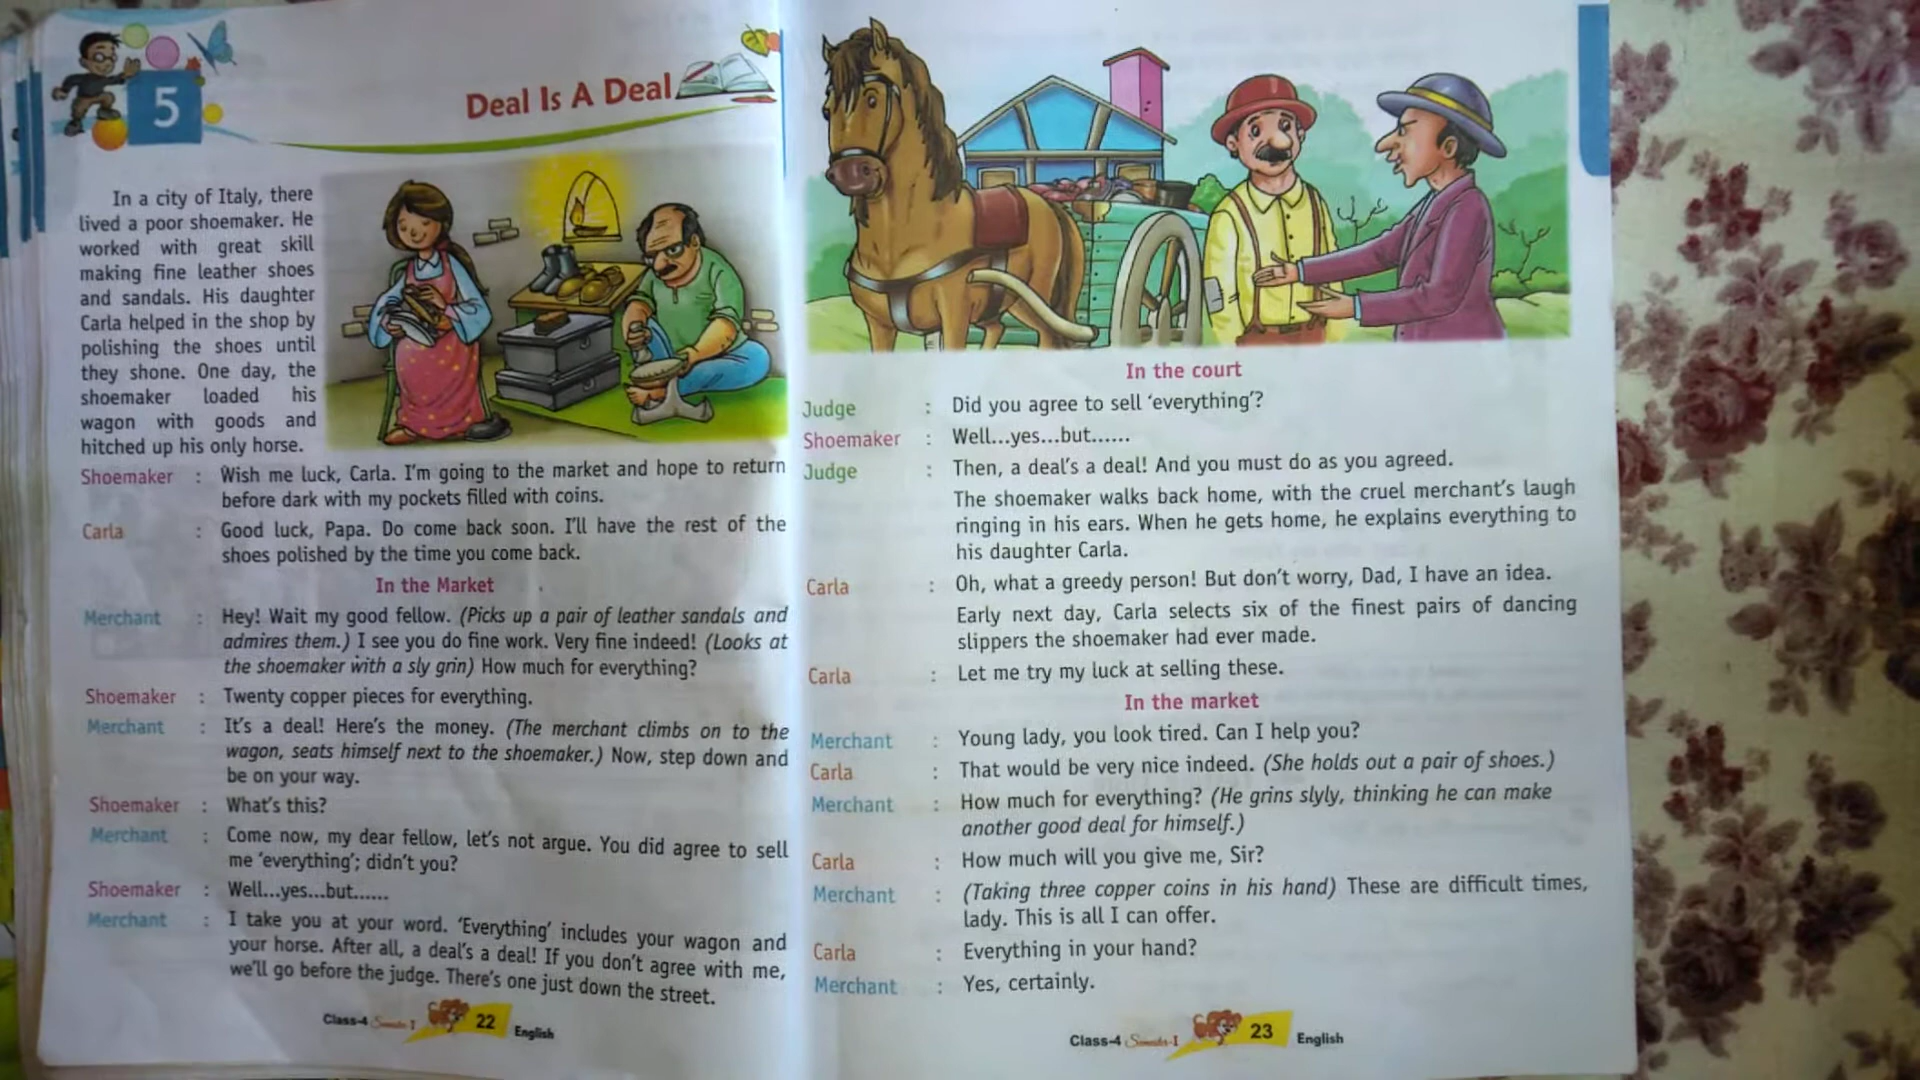 5
Deal Is A Deal
In a city of Italy, there
lived a poor shoemaker. He
worked with great skill
making fine leather shoes
and sandals. His daughter
Carla helped in the shop by
polishing the shoes until
they shone. One day, the
shoemaker loaded his
wagon with goods and
hitched up his only horse.
Shoemaker : Wish me luck, Carla. I'm going to the market and hope to return
before dark with my pockets filled with coins.
Carla : Good luck, Papa. Do come back soon. I'll have the rest of the
shoes polished by the time you come back.
In the Market
Merchant : Hey! Wait my good fellow. (Picks up a pair of leather sandals and
admires them.) I see you do fine work. Very fine indeed! (Looks at
the shoemaker with a sly grin) How much for everything?
Shoemaker : Twenty copper pieces for everything.
Merchant : It's a deal! Here's the money. (The merchant climbs on to the
wagon, seats himself next to the shoemaker.) Now, step down and
be on your way.
Shoemaker : What's this?
Merchant : Come now, my dear fellow, let's not argue. You did agree to sell
me 'everything'; didn't you?
Shoemaker : Well...yes...but......
Merchant : I take you at your word. 'Everything' includes your wagon and
your horse. After all, a deal's a deal! If you don't agree with me,
we'll go before the judge. There's one just down the street.
Class-4 Semester-I 22 English
In the court
Judge : Did you agree to sell 'everything'?
Shoemaker : Well...yes...but......
Judge : Then, a deal's a deal! And you must do as you agreed.
The shoemaker walks back home, with the cruel merchant's laugh
ringing in his ears. When he gets home, he explains everything to
his daughter Carla.
Carla : Oh, what a greedy person! But don't worry, Dad, I have an idea.
Early next day, Carla selects six of the finest pairs of dancing
slippers the shoemaker had ever made.
Carla : Let me try my luck at selling these.
In the market
Merchant : Young lady, you look tired. Can I help you?
Carla : That would be very nice indeed. (She holds out a pair of shoes.)
Merchant : How much for everything? (He grins slyly, thinking he can make
another good deal for himself.)
Carla : How much will you give me, Sir?
Merchant : (Taking three copper coins in his hand) These are difficult times,
lady. This is all I can offer.
Carla : Everything in your hand?
Merchant : Yes, certainly.
Class-4 Semester-I 23 English